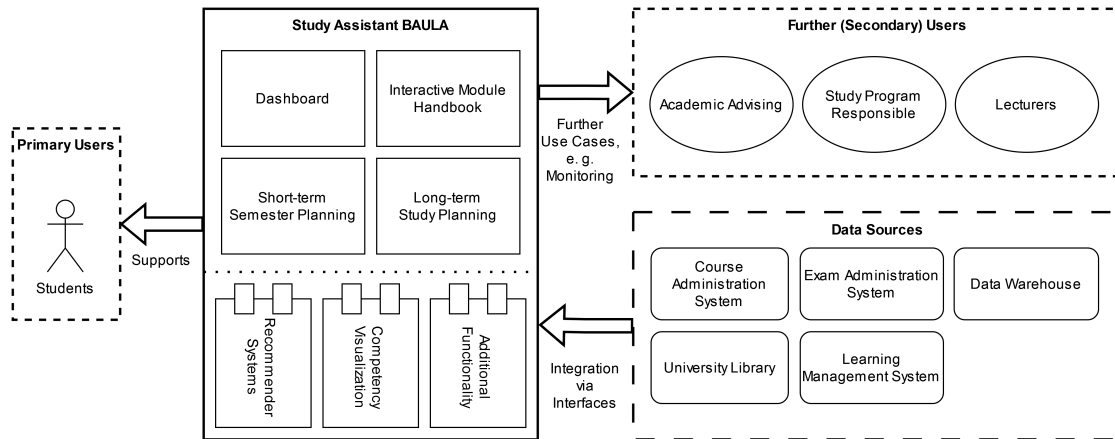 Primary Users
Students
Supports
Study Assistant BAULA
Dashboard
Interactive Module
Handbook
Short-term
Semester Planning
Long-term
Study Planning
Recommender
Systems
Competency
Visualization
Additional
Functionality
Further
Use Cases,
e. g.
Monitoring
Integration
via
Interfaces
Further (Secondary) Users
Academic Advising
Study Program
Responsible
Lecturers
Data Sources
Course
Administration
System
Exam Administration
System
Data Warehouse
University Library
Learning
Management System